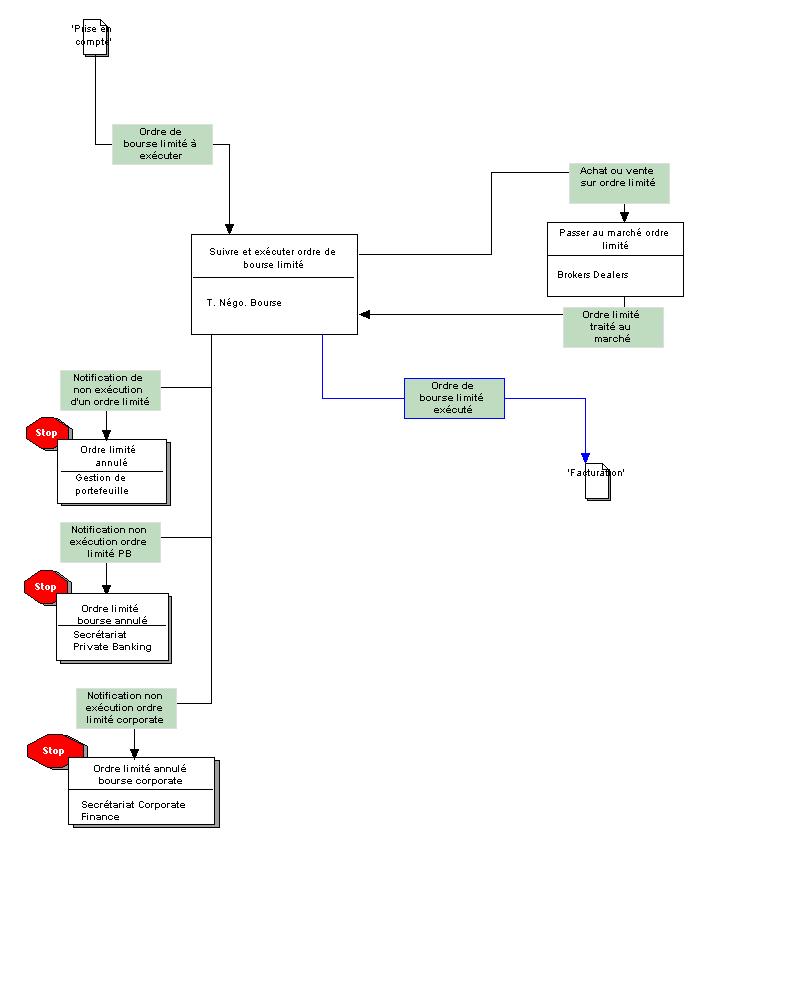 'Prise en
compte'
Ordre de
bourse limité à
exécuter
Achat ou vente
sur ordre limité
Passer au marché ordre
limité
Brokers Dealers
Suivre et exécuter ordre de
bourse limité
T. Négo. Bourse
Ordre limité
traité au
marché
Notification de
non exécution
d'un ordre limité
Ordre de
bourse limité
exécuté
Stop
Ordre limité
annulé
Gestion de
portefeuille
'Facturation'
Notification non
exécution ordre
limité PB
Stop
Ordre limité
bourse annulé
Secrétariat
Private Banking
Notification non
exécution ordre
limité corporate
Stop
Ordre limité annulé
bourse corporate
Secrétariat Corporate
Finance